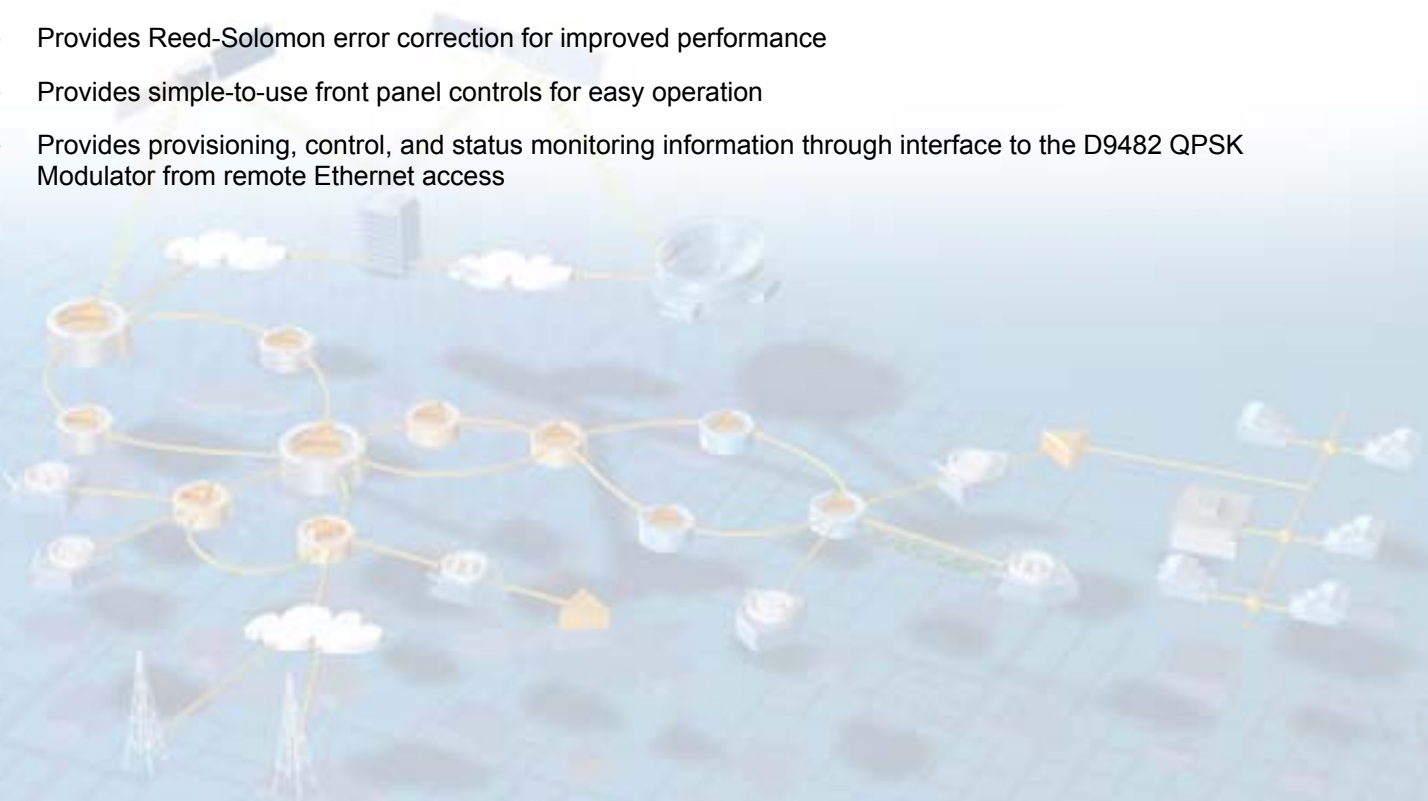 Provides Reed-Solomon error correction for improved performance
Provides simple-to-use front panel controls for easy operation
Provides provisioning, control, and status monitoring information through interface to the D9482 QPSK
Modulator from remote Ethernet access